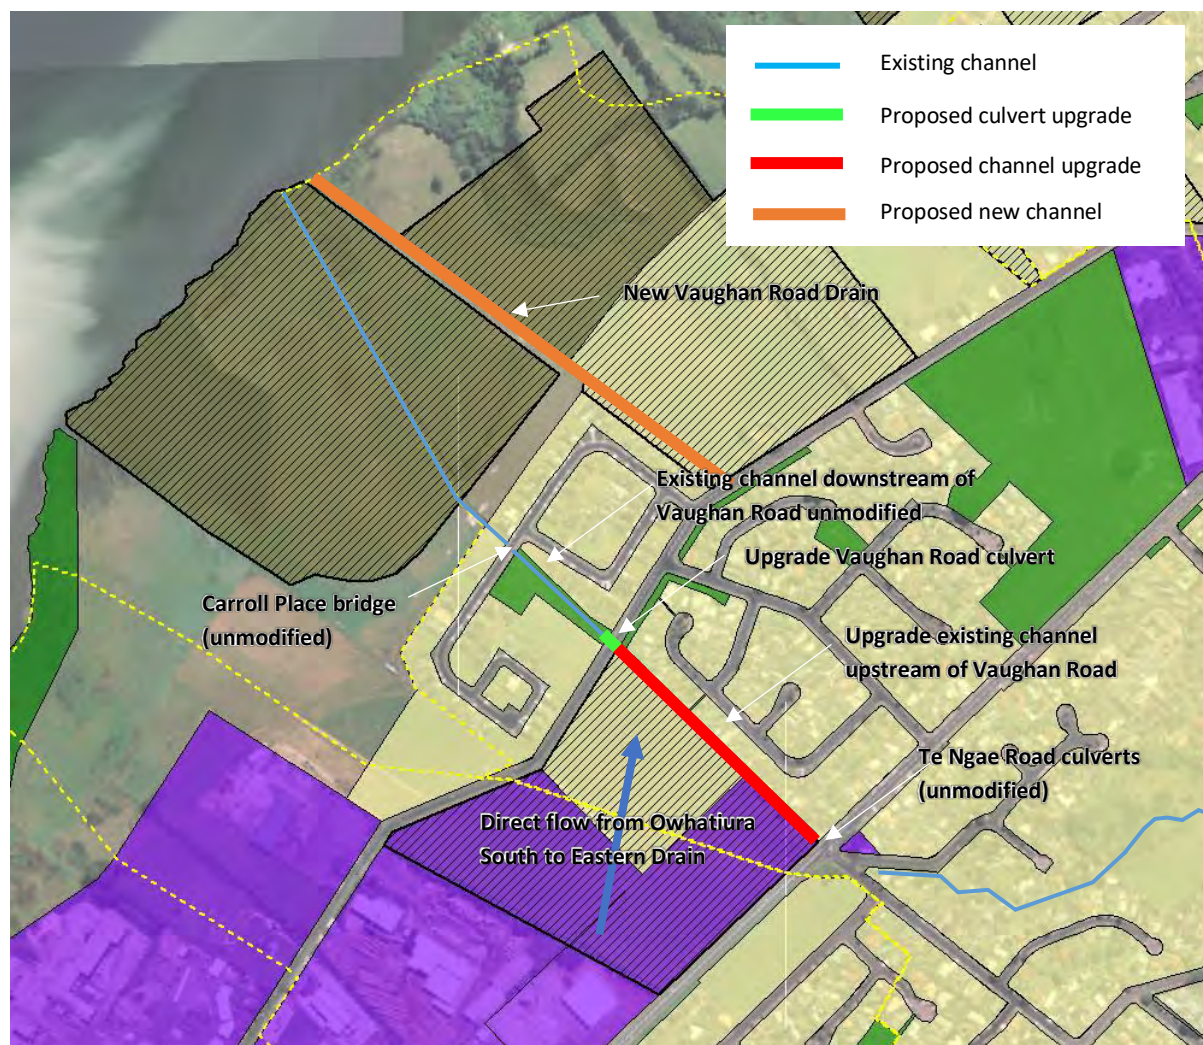 Existing channel
Proposed culvert upgrade
Proposed channel upgrade
Proposed new channel
New Vaughan Road Drain
Existing channel downstream of
Vaughan Road unmodified
Upgrade Vaughan Road culvert
Carroll Place bridge
(unmodified)
Upgrade existing channel
upstream of Vaughan Road
Te Ngae Road culverts
(unmodified)
Direct flow from Owhatiura
South to Eastern Drain